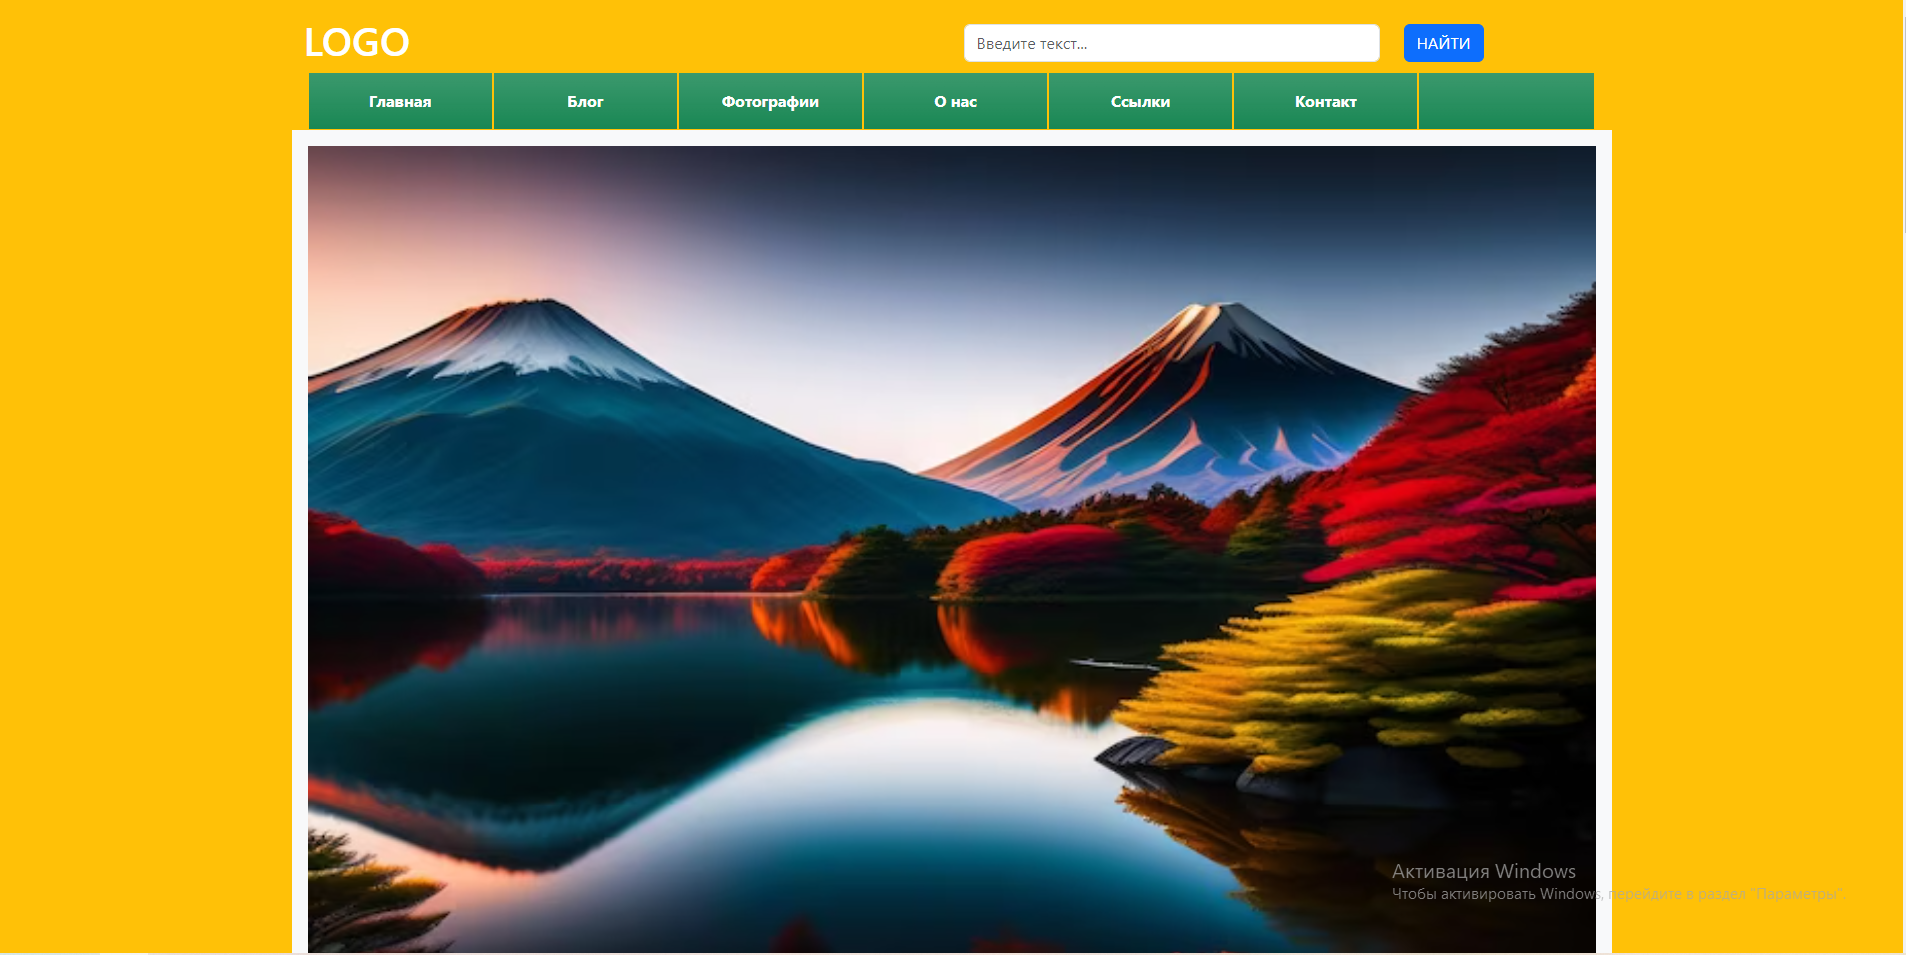 LOGO
Введите текст...
НАЙТИ
Главная
Блог
Фотографии
О нас
Ссылки
Контакт
Активация Windows
Чтобы активировать Windows, перейдите в раздел "Параметры".